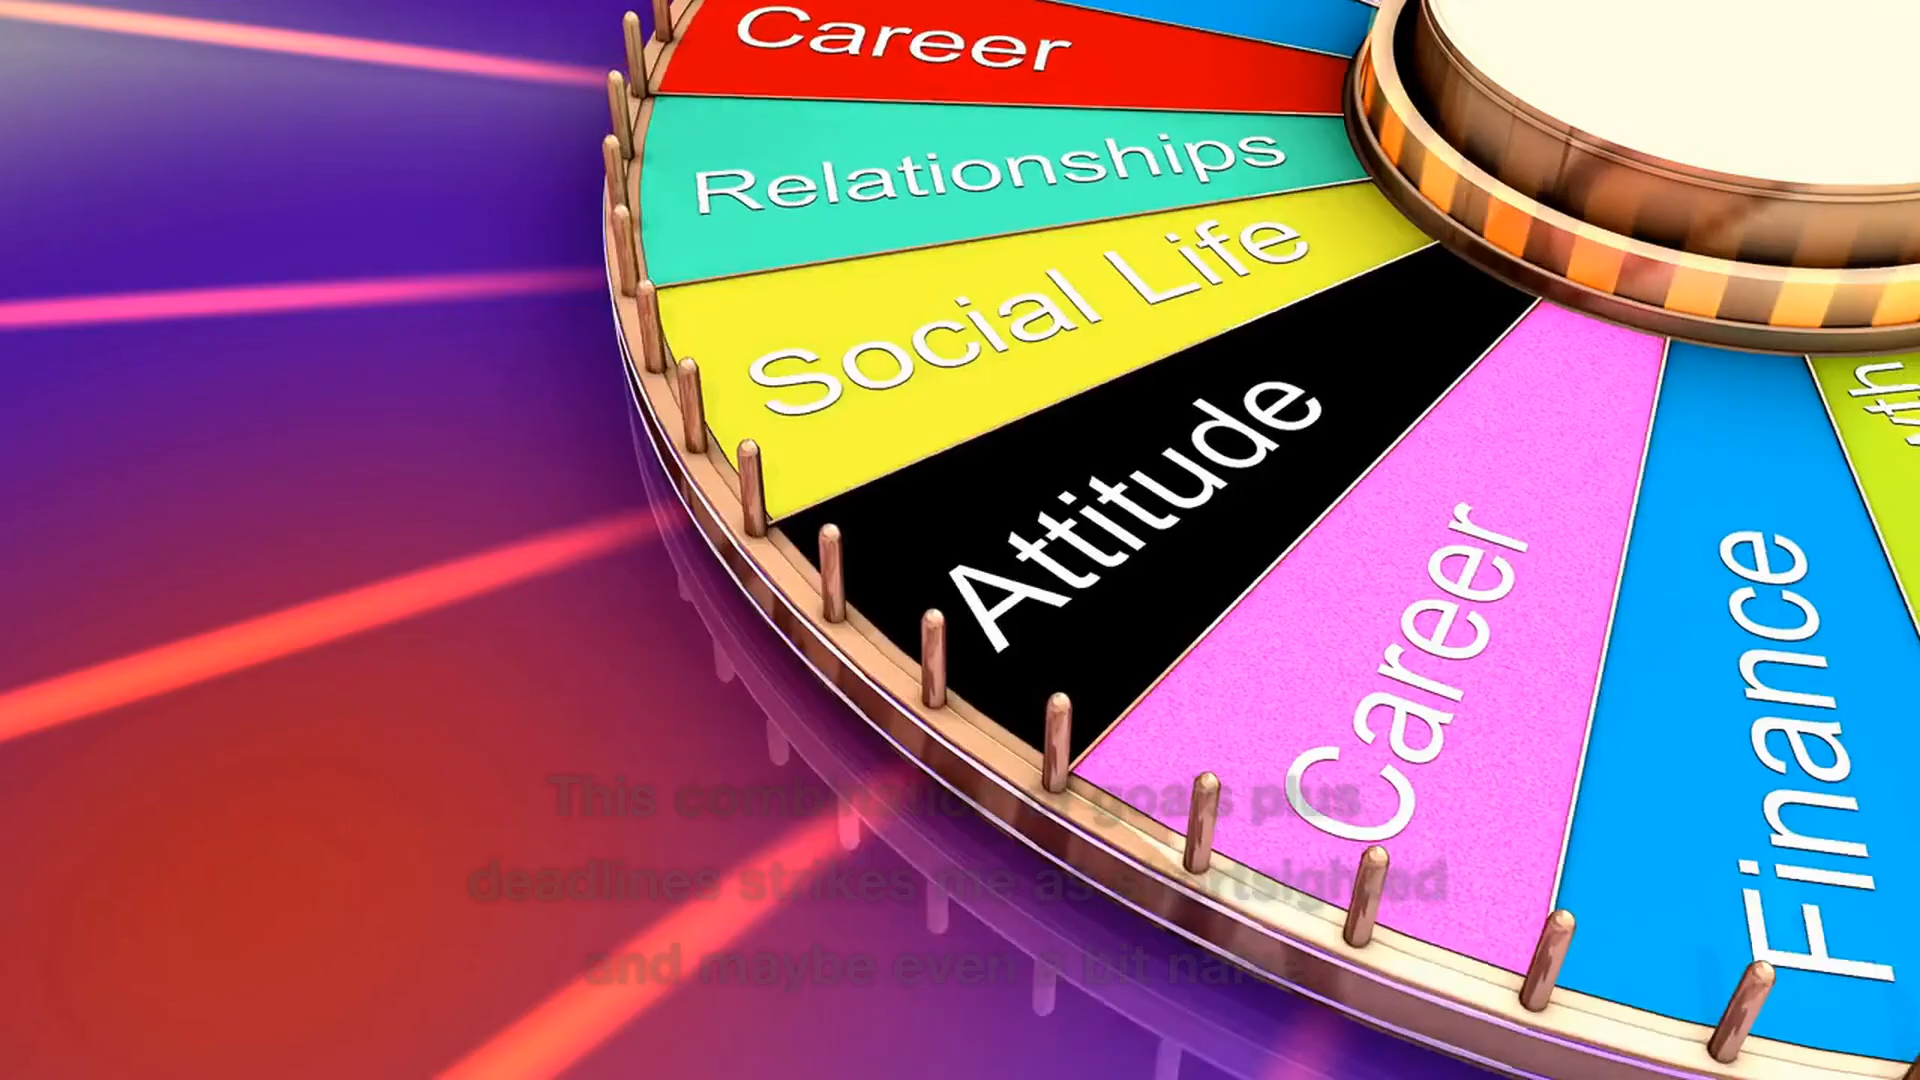 Career
Relationships
Social Life
Attitude
Career
Finance
This combination of goals plus
deadlines strikes me as shortsighted
and maybe even a bit